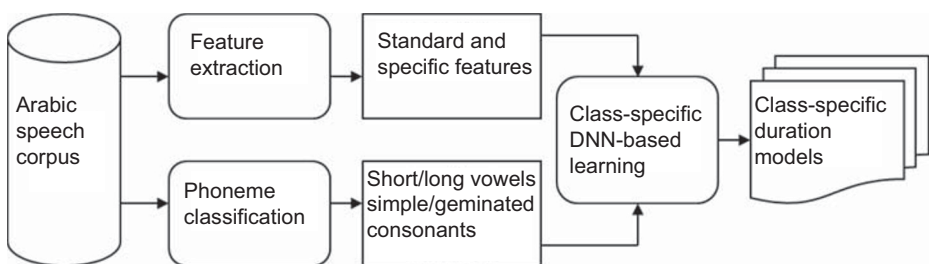 Arabic
speech
corpus
Feature
extraction
Standard and
specific features
Phoneme
classification
Short/long vowels
simple/geminated
consonants
Class-specific
DNN-based
learning
Class-specific
duration
models